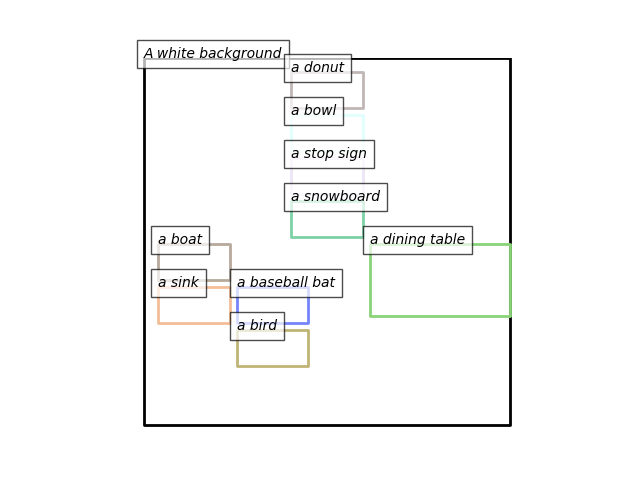 A white background
a donut
a bowl
a stop sign
a snowboard
a boat
a dining table
a sink
a baseball bat
a bird